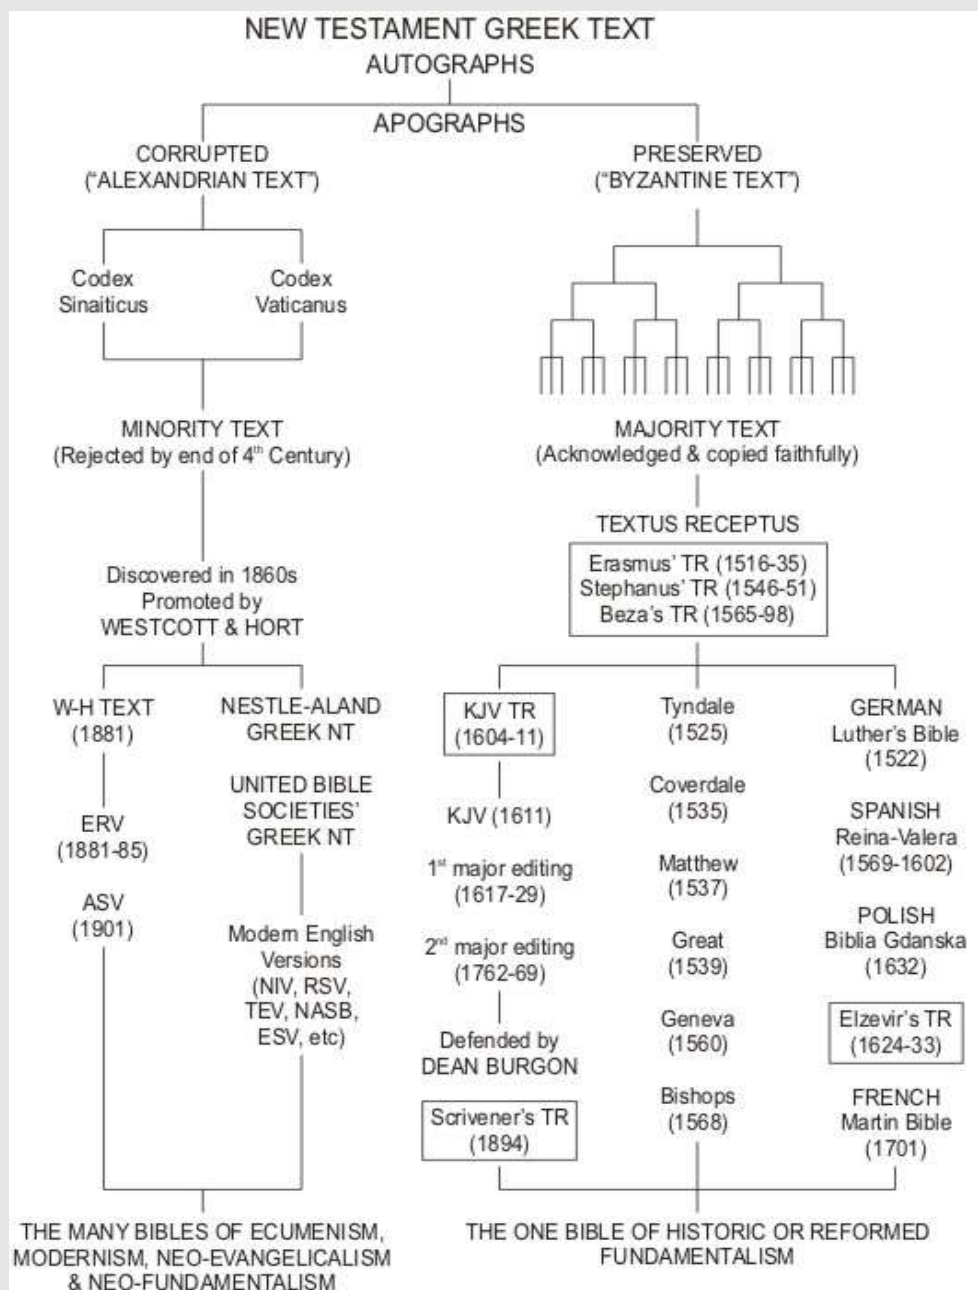 NEW TESTAMENT GREEK TEXT
AUTOGRAPHS
APOGRAPHS
CORRUPTED
("ALEXANDRIAN TEXT")
PRESERVED
("BYZANTINE TEXT")
Codex
Sinaiticus
Codex
Vaticanus
MINORITY TEXT
(Rejected by end of 4th Century)
MAJORITY TEXT
(Acknowledged & copied faithfully)
TEXTUS RECEPTUS
Erasmus' TR (1516-35)
Stephanus' TR (1546-51)
Beza's TR (1565-98)
Discovered in 1860s
Promoted by
WESTCOTT & HORT
W-H TEXT
(1881)
ERV
(1881-85)
ASV
(1901)
NESTLE-ALAND
GREEK NT
UNITED BIBLE
SOCIETIES'
GREEK NT
Modern English
Versions
(NIV, RSV,
TEV, NASB,
ESV, etc)
KJV TR
(1604-11)
KJV (1611)
1st major editing
(1617-29)
2nd major editing
(1762-69)
Defended by
DEAN BURGON
Scrivener's TR
(1894)
Tyndale
(1525)
Coverdale
(1535)
Matthew
(1537)
Great
(1539)
Geneva
(1560)
Bishops
(1568)
GERMAN
Luther's Bible
(1522)
SPANISH
Reina-Valera
(1569-1602)
POLISH
Biblia Gdanska
(1632)
Elzevir's TR
(1624-33)
FRENCH
Martin Bible
(1701)
THE MANY BIBLES OF ECUMENISM,
MODERNISM, NEO-EVANGELICALISM
& NEO-FUNDAMENTALISM
THE ONE BIBLE OF HISTORIC OR REFORMED
FUNDAMENTALISM